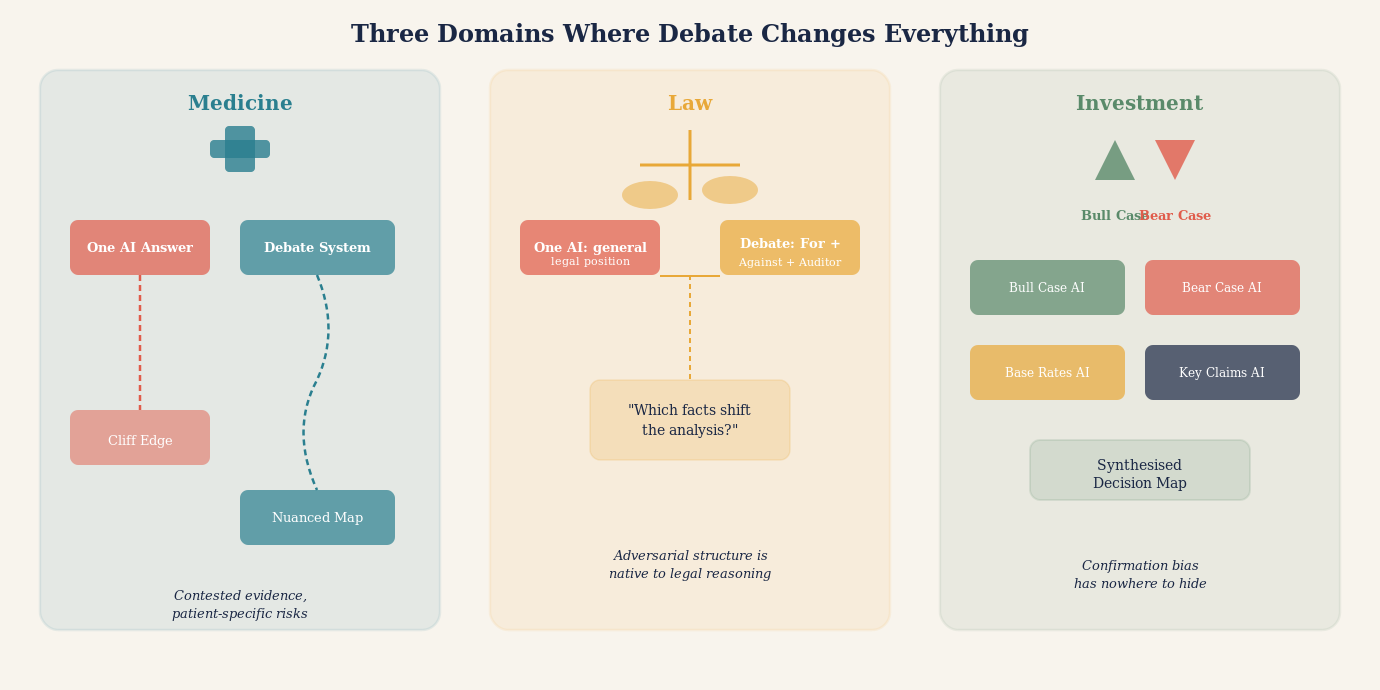 Three Domains Where Debate Changes Everything
Medicine
One AI Answer
Debate System
Cliff Edge
Nuanced Map
Contested evidence,
patient-specific risks
Law
One AI: general
legal position
Debate: For +
Against + Auditor
"Which facts shift
the analysis?"
Adversarial structure is
native to legal reasoning
Investment
Bull Case
Bear Case
Bull Case AI
Bear Case AI
Base Rates AI
Key Claims AI
Synthesised
Decision Map
Confirmation bias
has nowhere to hide